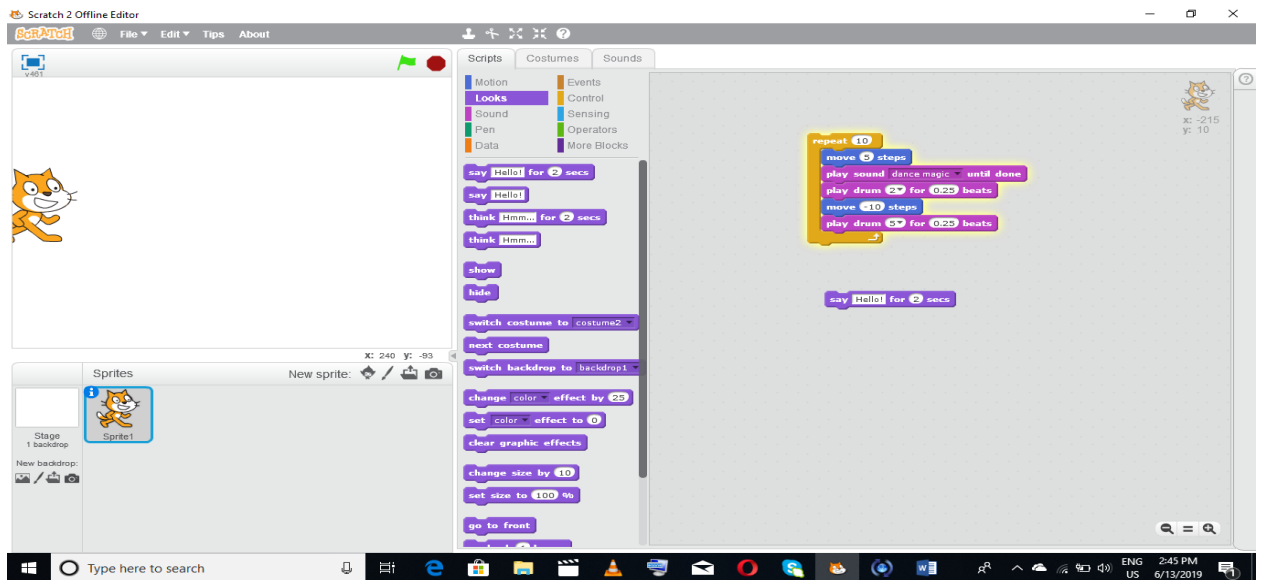 Scratch 2 Offline Editor
SCRATCH File Edit Tips About
v461
Scripts Costumes Sounds
Motion Events
Looks Control
Sound Sensing
Pen Operators
Data More Blocks
say Hello! for 2 secs
say Hello!
think Hmm... for 2 secs
think Hmm...
show
hide
switch costume to costume2
next costume
switch backdrop to backdrop1
change color effect by 25
set color effect to 0
clear graphic effects
change size by 10
set size to 100 %
go to front
repeat 10
move 5 steps
play sound dance magic until done
play drum 2 for 0.25 beats
move -10 steps
play drum 5 for 0.25 beats
say Hello! for 2 secs
x: -215
y: 10
X: 240 y: -93
Sprites New sprite:
Stage
1 backdrop
Sprite1
New backdrop:
Type here to search
ENG
US
2:45 PM
6/13/2019